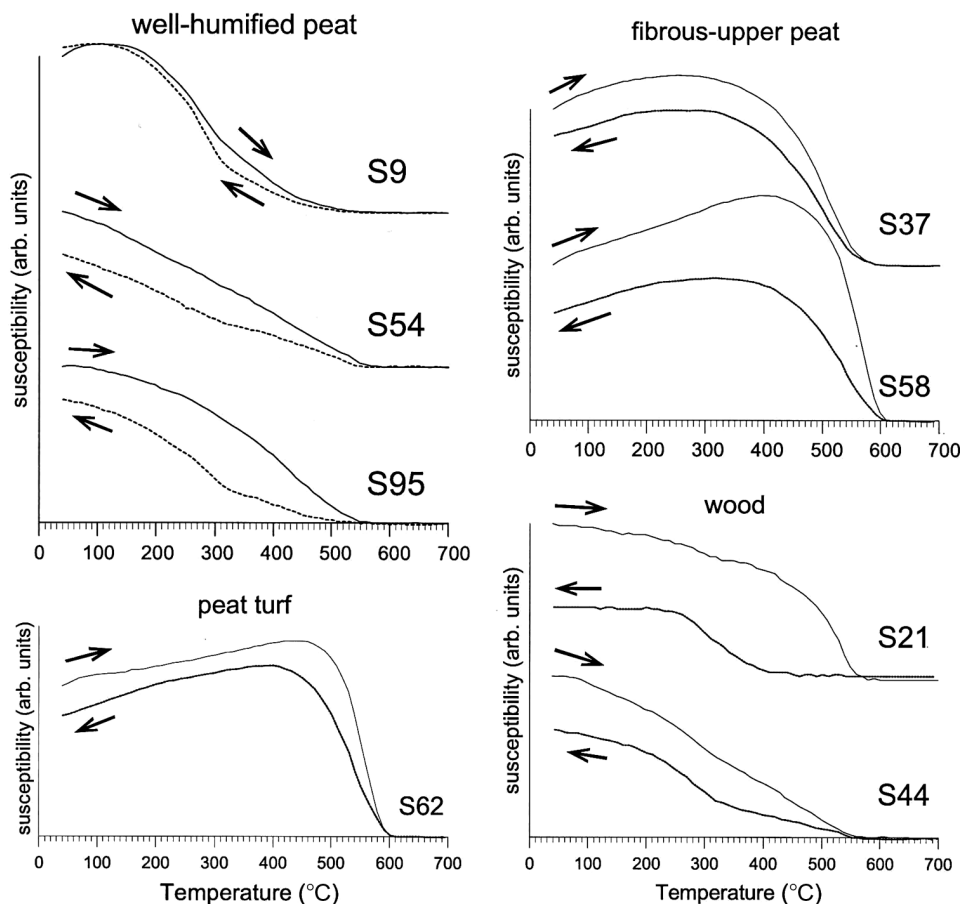 well-humified peat
susceptibility (arb. units)
S9
S54
S95
0 100 200 300 400 500 600 700
fibrous-upper peat
susceptibility (arb. units)
S37
S58
0 100 200 300 400 500 600 700
peat turf
susceptibility (arb. units)
S62
0 100 200 300 400 500 600 700
Temperature (°C)
wood
susceptibility (arb. units)
S21
S44
0 100 200 300 400 500 600 700
Temperature (°C)